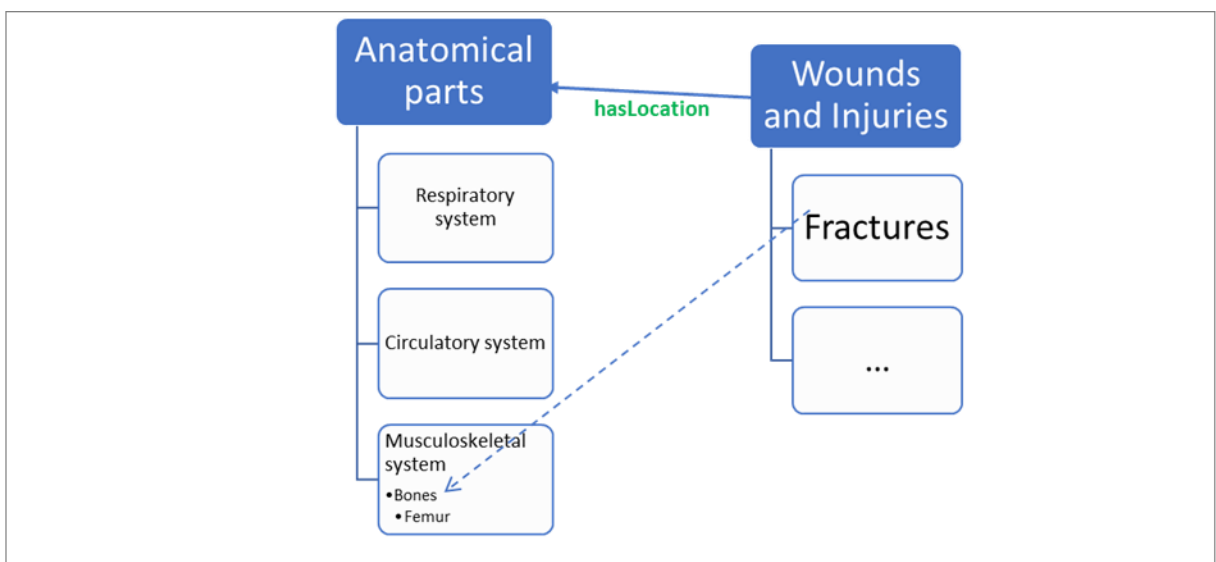 Anatomical
parts
Wounds
and Injuries
hasLocation
Respiratory
system
Circulatory system
Musculoskeletal
system
•Bones
•Femur
Fractures
...